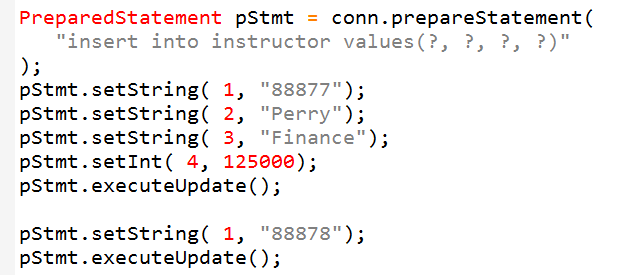 PreparedStatement pStmt = conn.prepareStatement(
"insert into instructor values(?, ?, ?, ?)"
);
pStmt.setString( 1, "88877");
pStmt.setString( 2, "Perry");
pStmt.setString( 3, "Finance");
pStmt.setInt( 4, 125000);
pStmt.executeUpdate();
pStmt.setString( 1, "88878");
pStmt.executeUpdate();